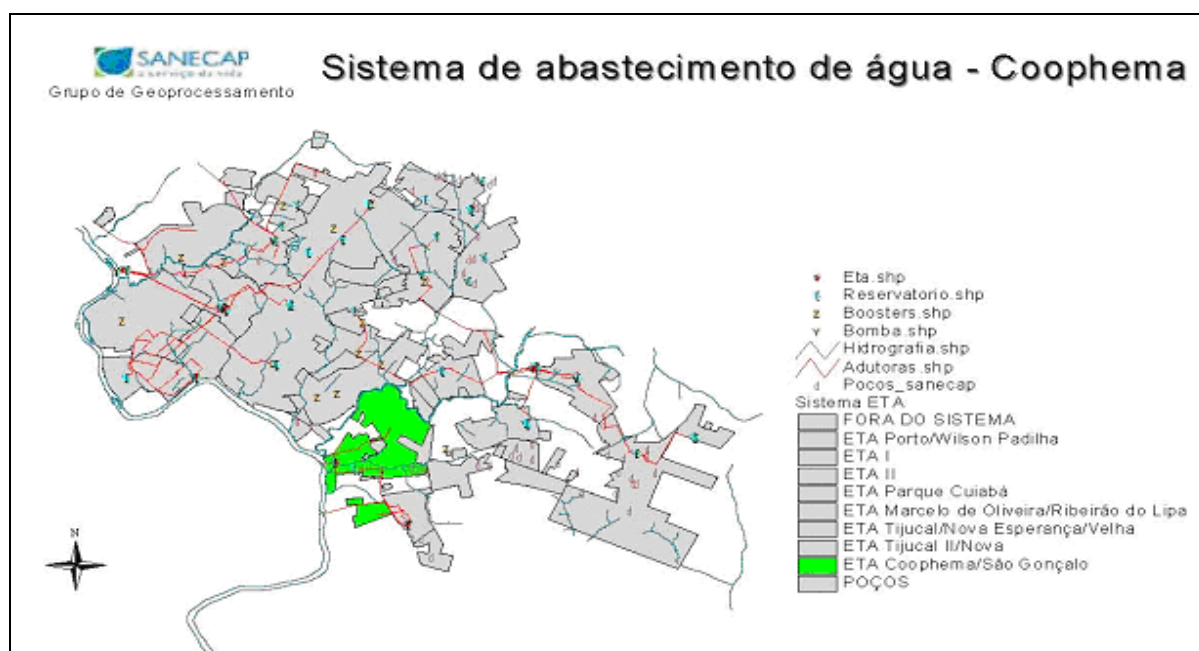 SANECAP
a serviço da vida
Grupo de Geoprocessamento
Sistema de abastecimento de água - Coophema
Eta.shp
Reservatorio.shp
Boosters.shp
Bomba.shp
Hidrografia.shp
Adutoras.shp
Pocos_sanecap
Sistema ETA
FORA DO SISTEMA
ETA Porto/Wilson Padilha
ETA I
ETA II
ETA Parque Cuiabá
ETA Marcelo de Oliveira/Ribeirão do Lipa
ETA Tijucal/Nova Esperança/Velha
ETA Tijucal II/Nova
ETA Coophema/São Gonçalo
POÇOS
N